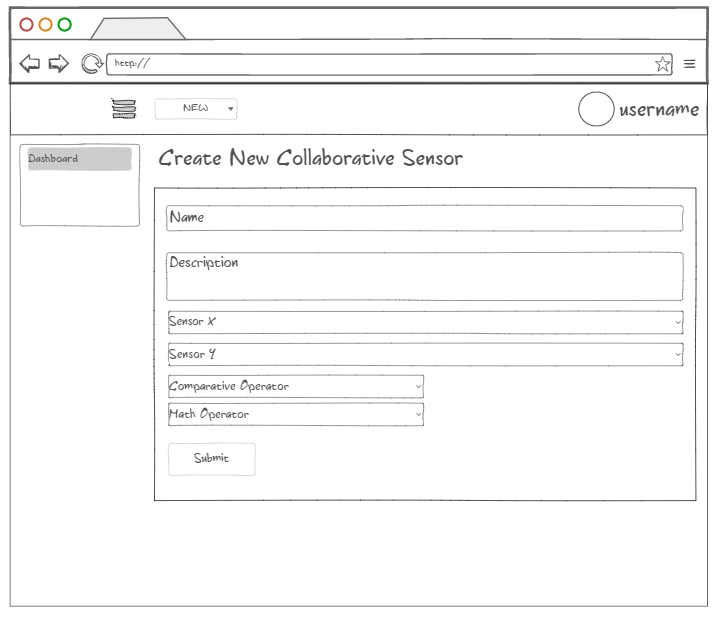 http://
NEW
username
Dashboard
Create New Collaborative Sensor
Name
Description
Sensor X
Sensor Y
Comparative Operator
Math Operator
Submit